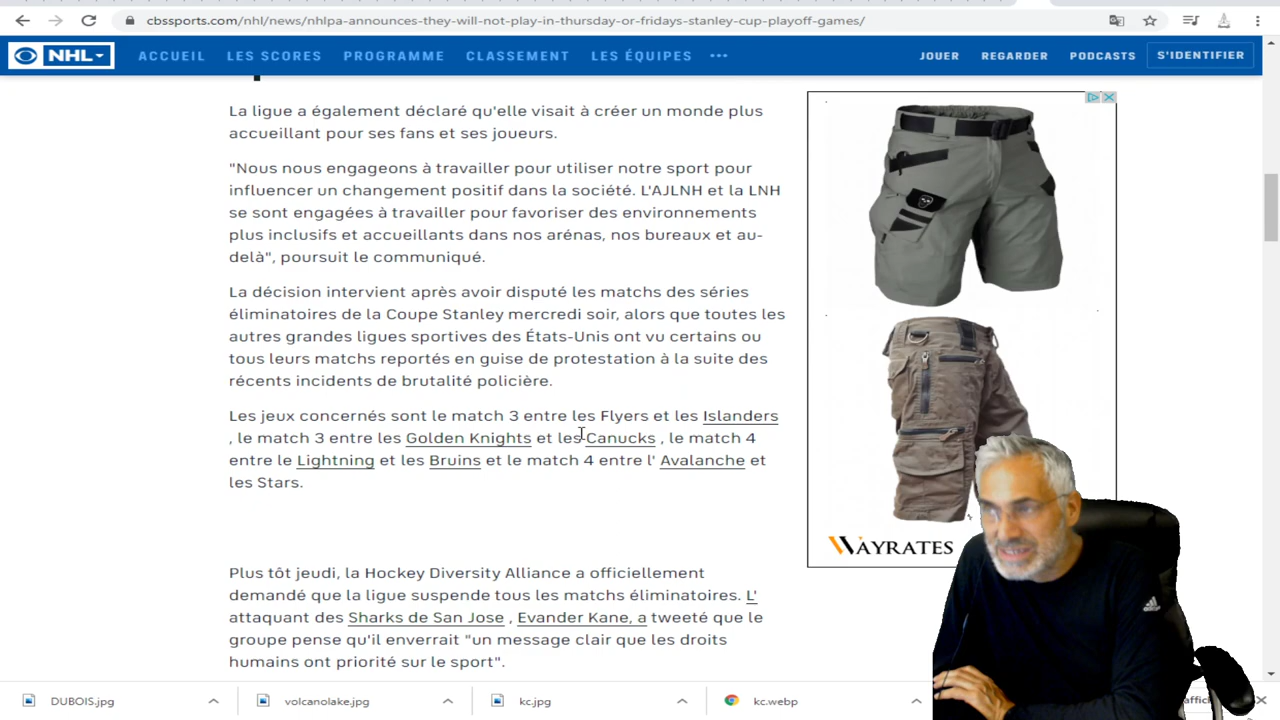 cbssports.com/nhl/news/nhlpa-announces-they-will-not-play-in-thursday-or-fridays-stanley-cup-playoff-games/
NHL ACCUEIL LES SCORES PROGRAMME CLASSEMENT LES ÉQUIPES ••• JOUER REGARDER PODCASTS S'IDENTIFIER
La ligue a également déclaré qu'elle visait à créer un monde plus
accueillant pour ses fans et ses joueurs.
"Nous nous engageons à travailler pour utiliser notre sport pour
influencer un changement positif dans la société. L'AJLNH et la LNH
se sont engagées à travailler pour favoriser des environnements
plus inclusifs et accueillants dans nos arénas, nos bureaux et au-
delà", poursuit le communiqué.
La décision intervient après avoir disputé les matchs des séries
éliminatoires de la Coupe Stanley mercredi soir, alors que toutes les
autres grandes ligues sportives des États-Unis ont vu certains ou
tous leurs matchs reportés en guise de protestation à la suite des
récents incidents de brutalité policière.
Les jeux concernés sont le match 3 entre les Flyers et les Islanders
, le match 3 entre les Golden Knights et les Canucks , le match 4
entre le Lightning et les Bruins et le match 4 entre l' Avalanche et
les Stars.
WAYRATES
Plus tôt jeudi, la Hockey Diversity Alliance a officiellement
demandé que la ligue suspende tous les matchs éliminatoires. L'
attaquant des Sharks de San Jose , Evander Kane, a tweeté que le
groupe pense qu'il enverrait "un message clair que les droits
humains ont priorité sur le sport".
DUBOIS.jpg volcanolake.jpg kc.jpg kc.webp